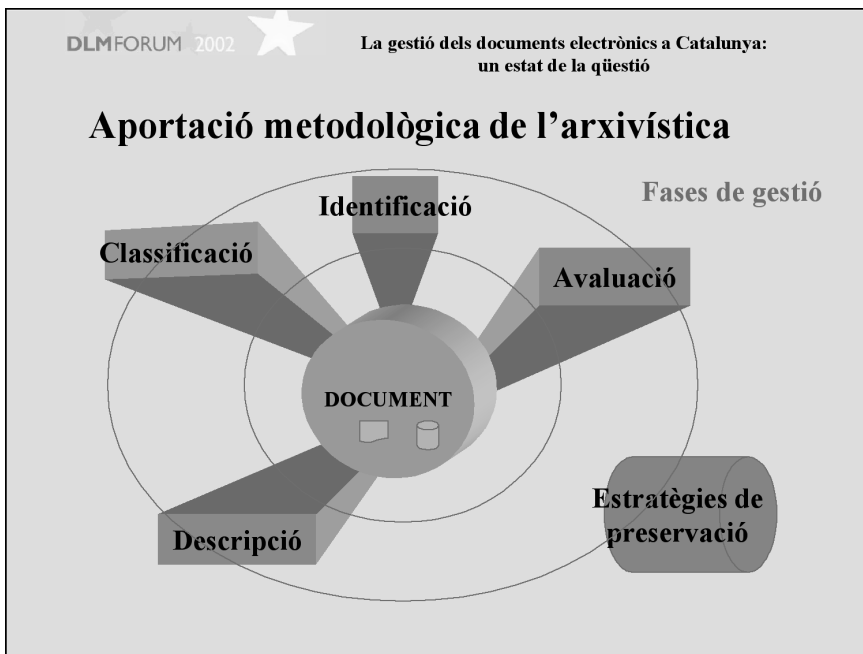 DLMFORUM 2002
La gestió dels documents electrònics a Catalunya:
un estat de la qüestió
Aportació metodològica de l’arxivística
Fases de gestió
Identificació
Classificació
Avaluació
DOCUMENT
Estratègies de
preservació
Descripció